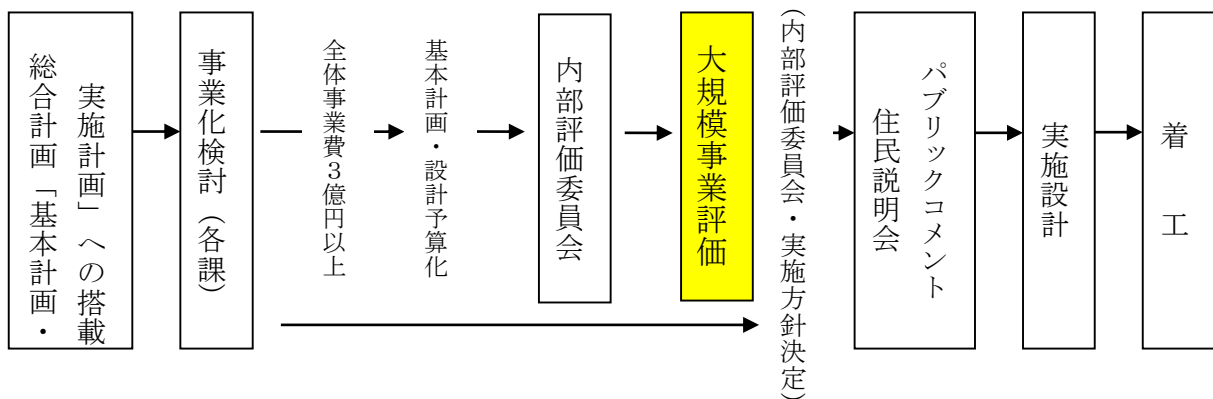 総合計画「基本計画・
実施計画」への搭載
事業化検討（各課）
全体事業費３億円以上
基本計画・設計予算化
内部評価委員会
大規模事業評価
（内部評価委員会・実施方針決定）
パブリックコメント
住民説明会
実施設計
着工